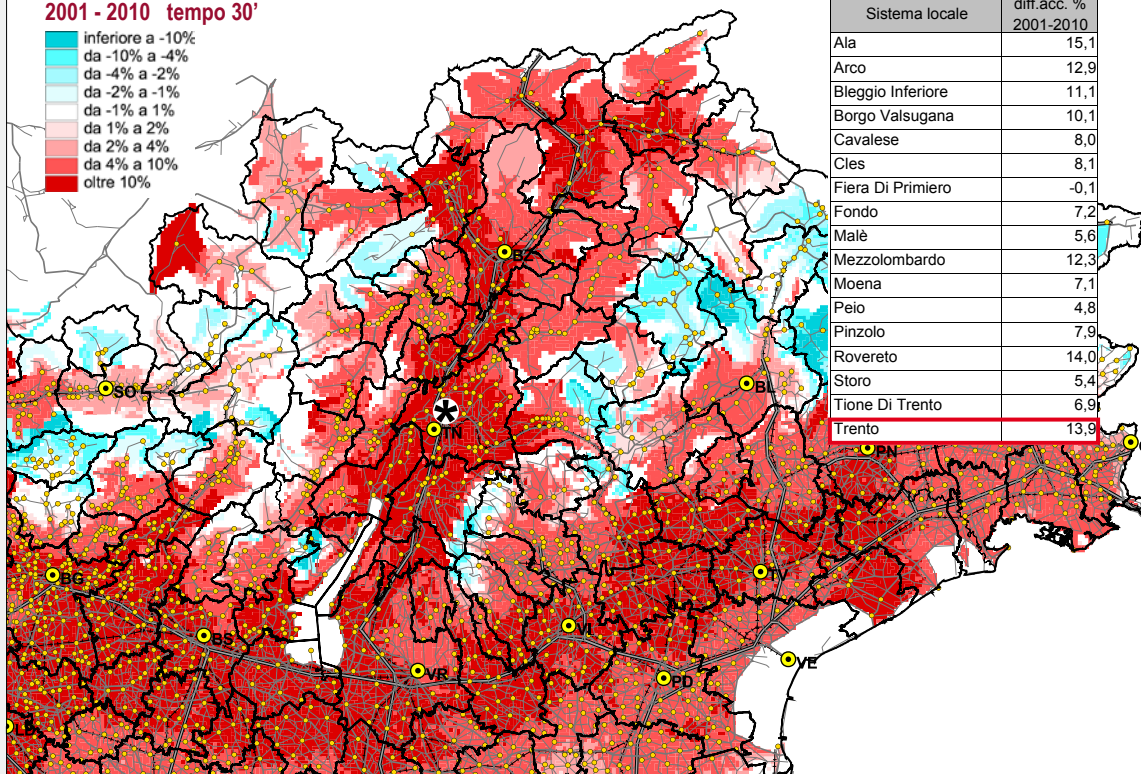 2001 - 2010 tempo 30’
inferiore a -10%
da -10% a -4%
da -4% a -2%
da -2% a -1%
da -1% a 1%
da 1% a 2%
da 2% a 4%
da 4% a 10%
oltre 10%
Sistema locale diff.acc. % 2001-2010
Ala 15,1
Arco 12,9
Bleggio Inferiore 11,1
Borgo Valsugana 10,1
Cavalese 8,0
Cles 8,1
Fiera Di Primiero -0,1
Fondo 7,2
Malè 5,6
Mezzolombardo 12,3
Moena 7,1
Peio 4,8
Pinzolo 7,9
Rovereto 14,0
Storo 5,4
Tione Di Trento 6,9
Trento 13,9
BZ
SO
BL
*
TN
PN
BG
TV
BS
VI
VR
VE
PD